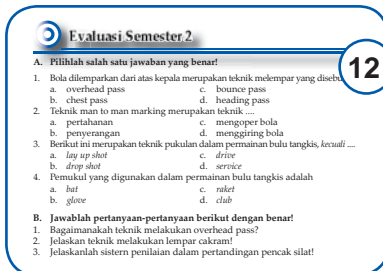 Evaluasi Semester 2
12
A. Pilihlah salah satu jawaban yang benar!
1. Bola dilemparkan dari atas kepala merupakan teknik melempar yang disebu
a. overhead pass c. bounce pass
b. chest pass d. heading pass
2. Teknik man to man marking merupakan teknik ....
a. pertahanan c. mengoper bola
b. penyerangan d. menggiring bola
3. Berikut ini merupakan teknik pukulan dalam permainan bulu tangkis, kecuali ....
a. lay up shot c. drive
b. drop shot d. service
4. Pemukul yang digunakan dalam permainan bulu tangkis adalah
a. bat c. raket
b. glove d. club
B. Jawablah pertanyaan-pertanyaan berikut dengan benar!
1. Bagaimanakah teknik melakukan overhead pass?
2. Jelaskan teknik melakukan lempar cakram!
3. Jelaskanlah sistern penilaian dalam pertandingan pencak silat!